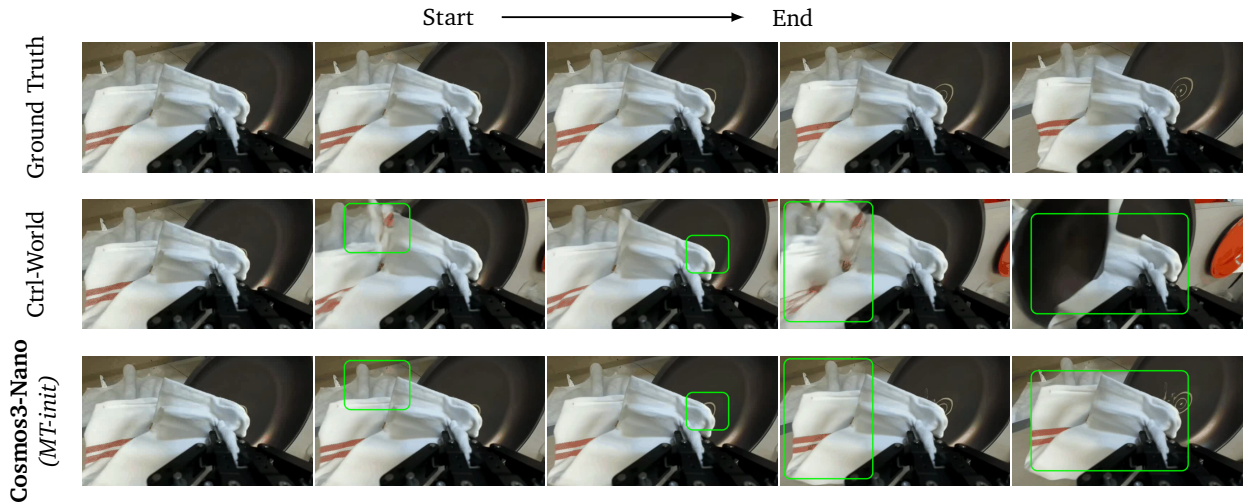 Start End
Ground Truth
Ctrl-World
Cosmos3-Nano
(MT-init)